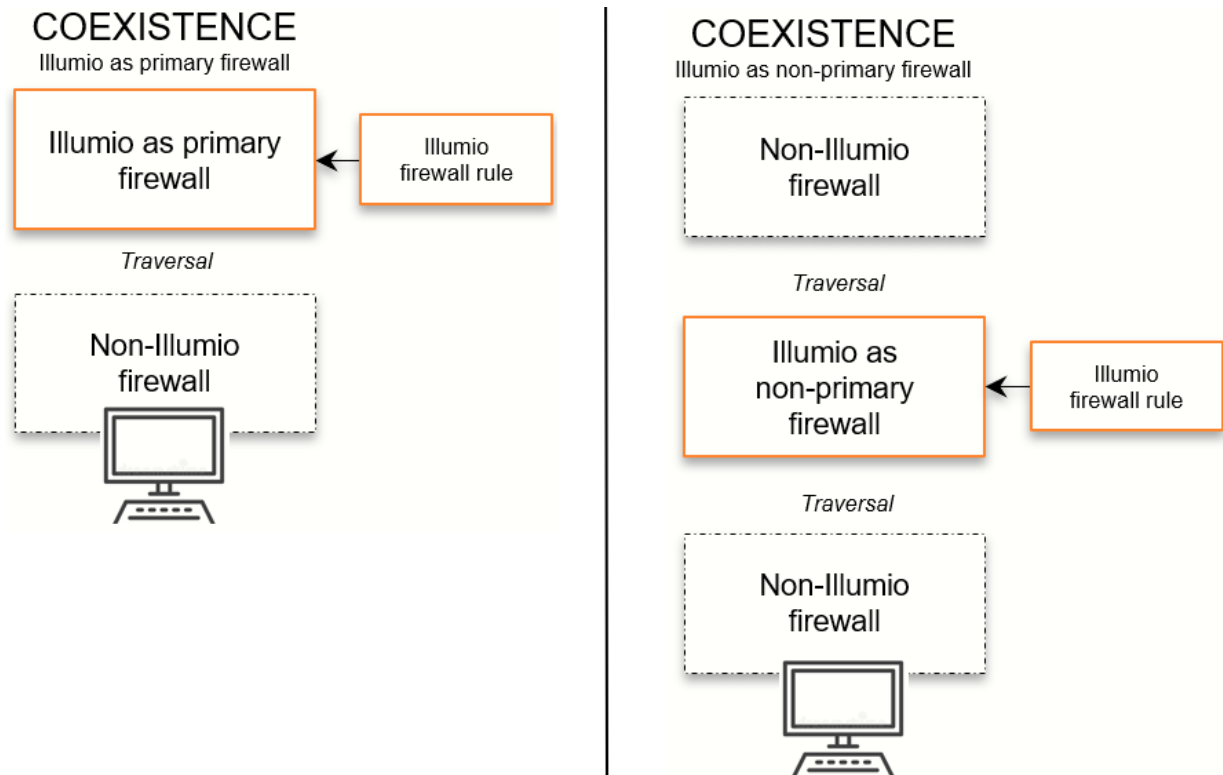 COEXISTENCE
Illumio as primary firewall
Illumio as primary
firewall
Illumio
firewall rule
Traversal
Non-Illumio
firewall
COEXISTENCE
Illumio as non-primary firewall
Non-Illumio
firewall
Traversal
Illumio as
non-primary
firewall
Illumio
firewall rule
Traversal
Non-Illumio
firewall